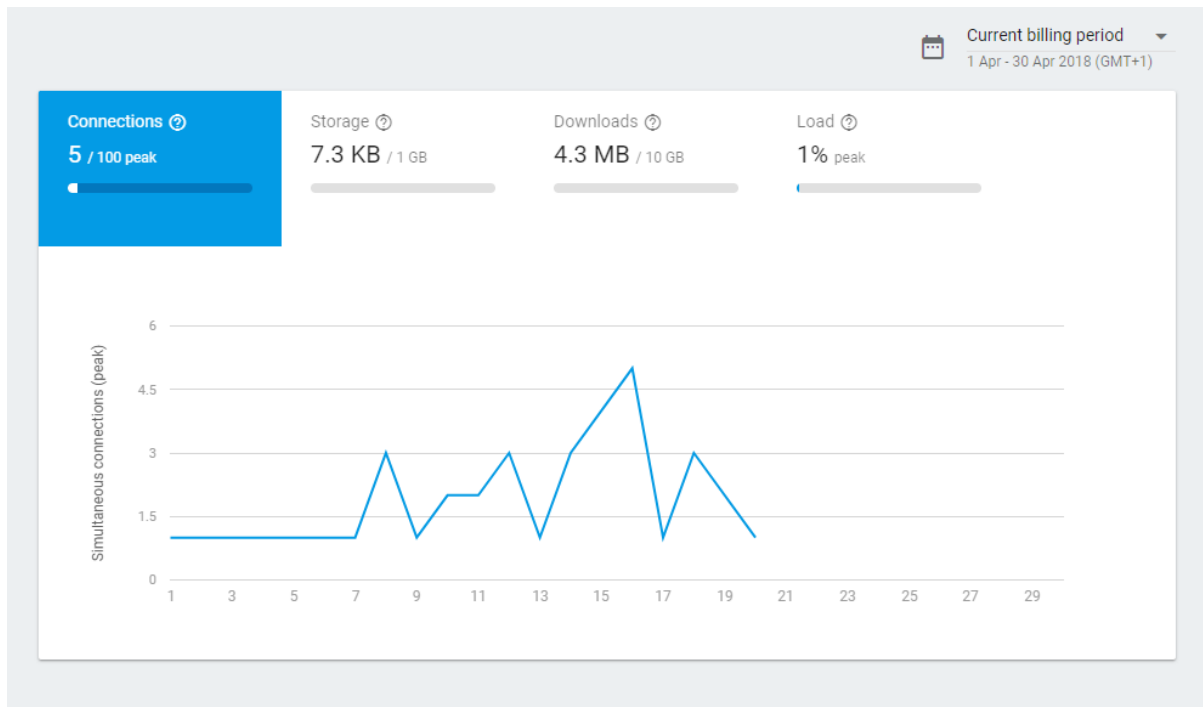 Current billing period
1 Apr - 30 Apr 2018 (GMT+1)
Connections
5 / 100 peak
Storage
7.3 KB / 1 GB
Downloads
4.3 MB / 10 GB
Load
1% peak
Simultaneous connections (peak)
6
4.5
3
1.5
0
1 3 5 7 9 11 13 15 17 19 21 23 25 27 29